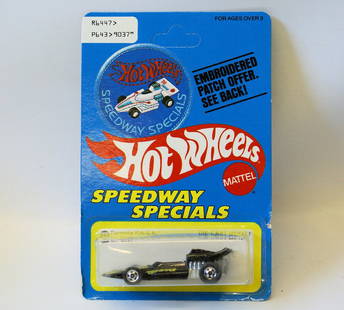 R6447>
P643>9037m
FOR AGES OVER 3
HOT WHEELS
SPEEDWAY SPECIALS
EMBROIDERED
PATCH OFFER.
SEE BACK!
HOT WHEELS
MATTEL
SPEEDWAY
SPECIALS